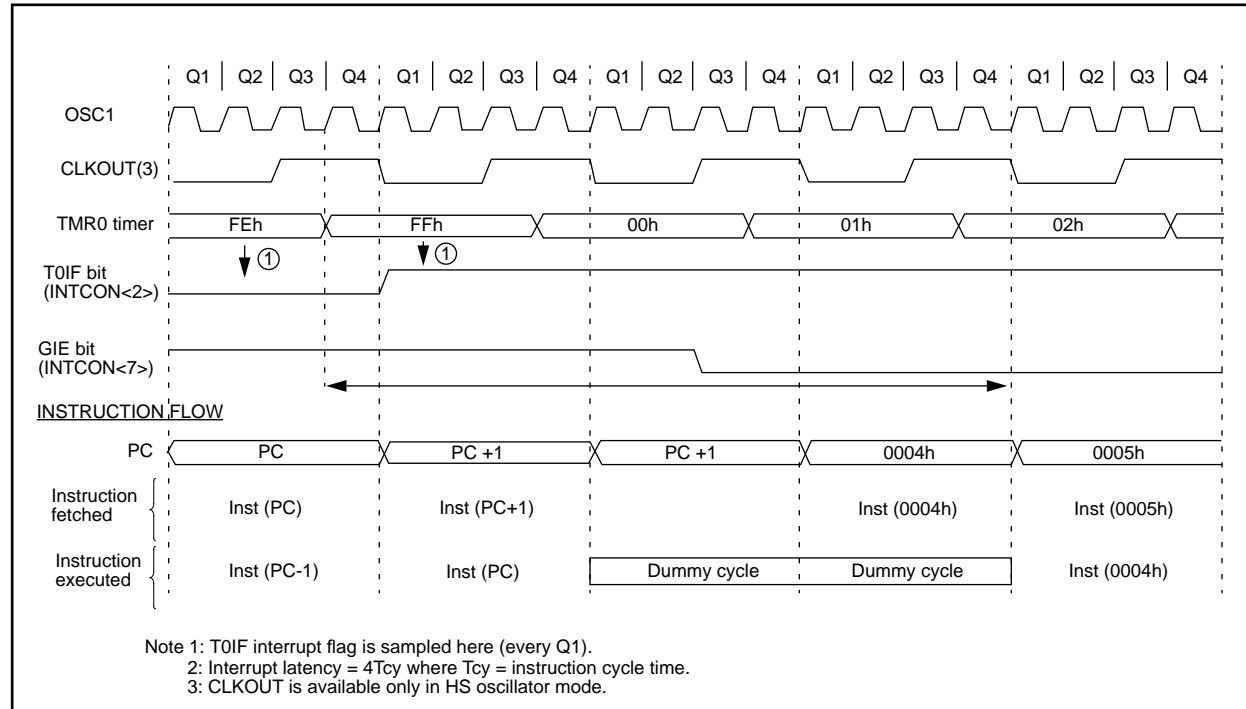 Q1 Q2 Q3 Q4 Q1 Q2 Q3 Q4 Q1 Q2 Q3 Q4 Q1 Q2 Q3 Q4 Q1 Q2 Q3 Q4
OSC1
CLKOUT(3)
TMR0 timer FEh FFh 00h 01h 02h
1 1
T0IF bit
(INTCON<2>)
GIE bit
(INTCON<7>)
INSTRUCTION FLOW
PC PC PC +1 PC +1 0004h 0005h
Instruction
fetched
Inst (PC) Inst (PC+1) Inst (0004h) Inst (0005h)
Instruction
executed
Inst (PC-1) Inst (PC) Dummy cycle Dummy cycle Inst (0004h)
Note 1: T0IF interrupt flag is sampled here (every Q1).
2: Interrupt latency = 4Tcy where Tcy = instruction cycle time.
3: CLKOUT is available only in HS oscillator mode.